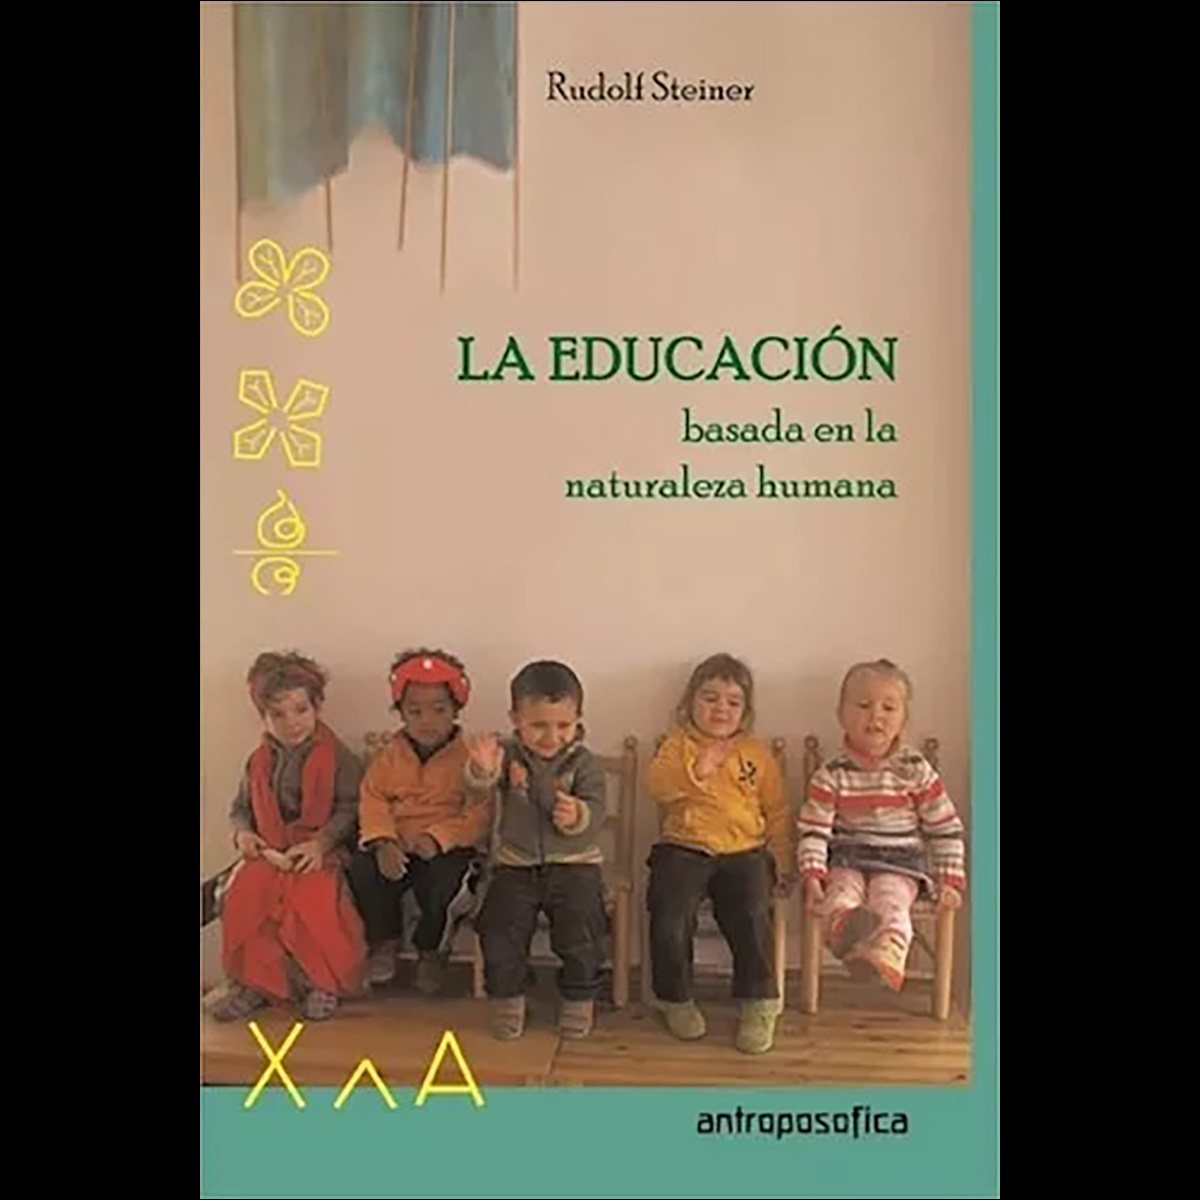 Rudolf Steiner
LA EDUCACIÓN
basada en la
naturaleza humana
X ʌ A
antroposofica